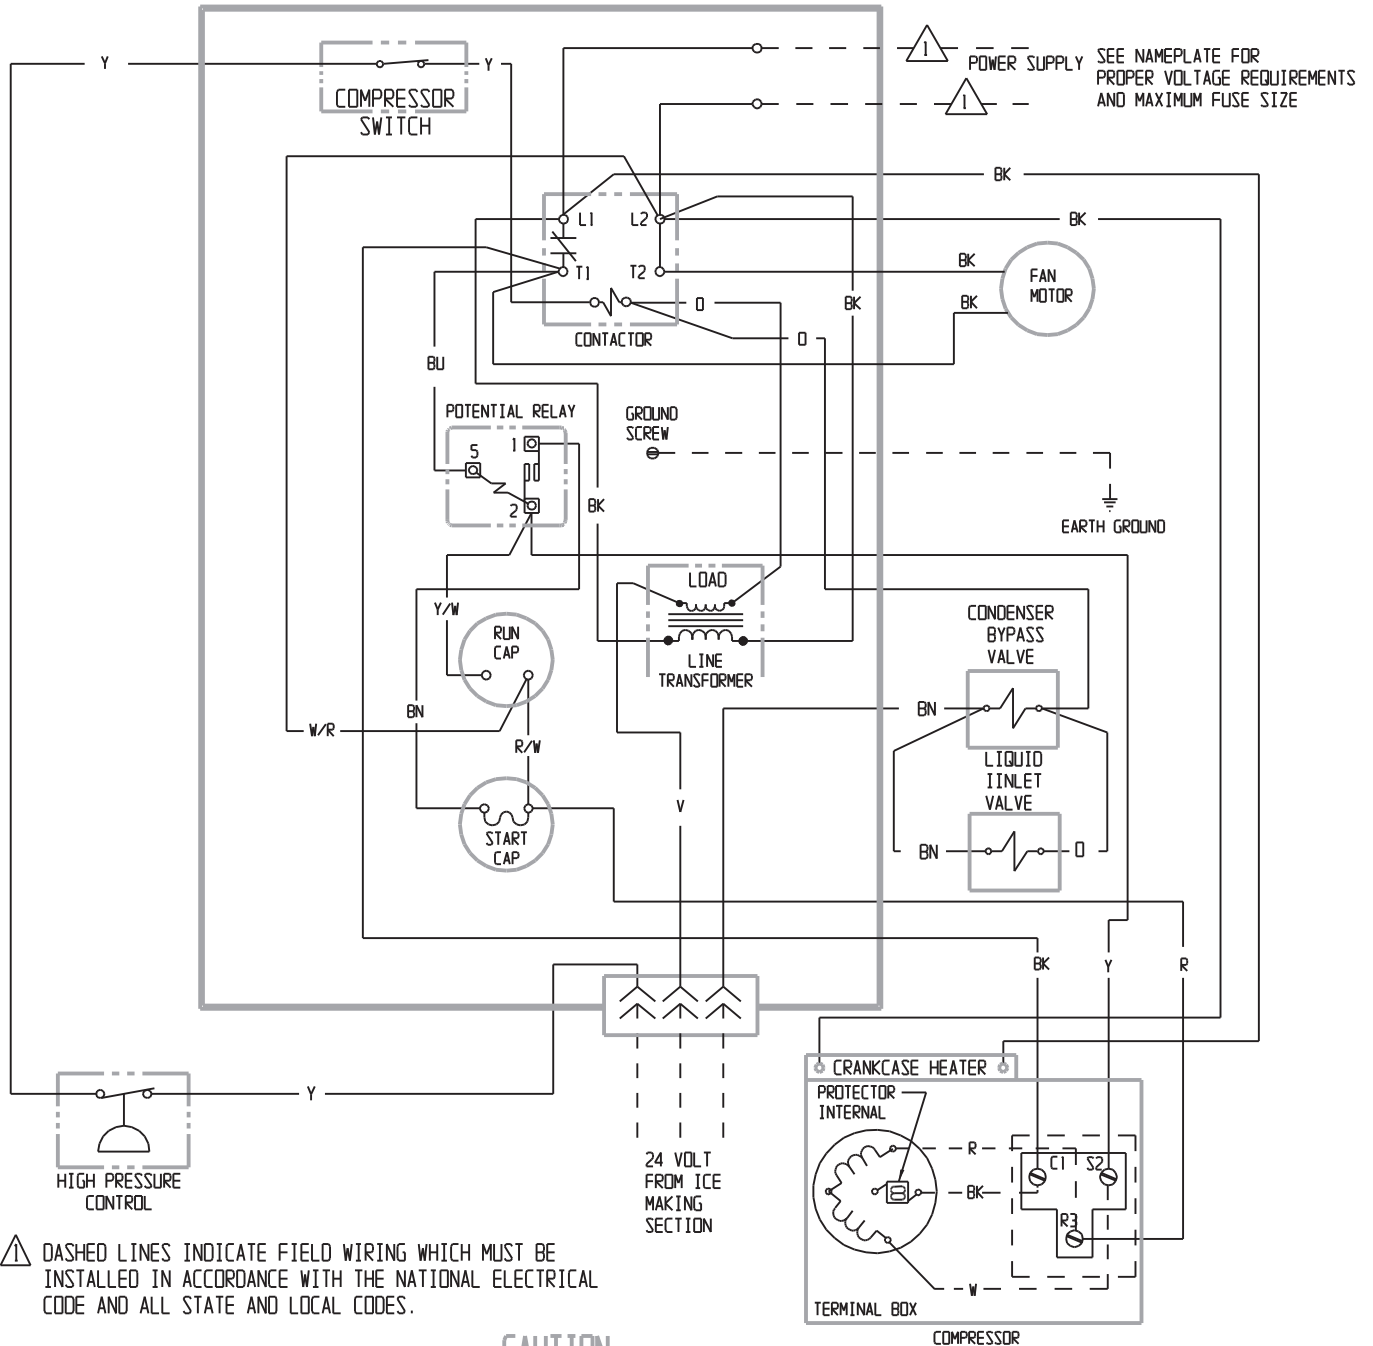 Y
Y
COMPRESSOR
SWITCH
1
POWER SUPPLY
1
SEE NAMEPLATE FOR
PROPER VOLTAGE REQUIREMENTS
AND MAXIMUM FUSE SIZE
BK
L1
L2
BK
T1
T2
BK
FAN
MOTOR
BK
O
BK
CONTACTOR
O
BU
POTENTIAL RELAY
GROUND
SCREW
1
5
2
BK
EARTH GROUND
LOAD
Y/W
CONDENSER
BYPASS
VALVE
RUN
CAP
LINE
TRANSFORMER
BN
BN
W/R
R/W
LIQUID
IINLET
VALVE
V
START
CAP
BN
O
BK
Y
R
CRANKCASE HEATER
Y
PROTECTOR
INTERNAL
R
C1
S2
BK
R3
W
HIGH PRESSURE
CONTROL
24 VOLT
FROM ICE
MAKING
SECTION
TERMINAL BOX
COMPRESSOR
1
DASHED LINES INDICATE FIELD WIRING WHICH MUST BE
INSTALLED IN ACCORDANCE WITH THE NATIONAL ELECTRICAL
CODE AND ALL STATE AND LOCAL CODES.
CAUTION